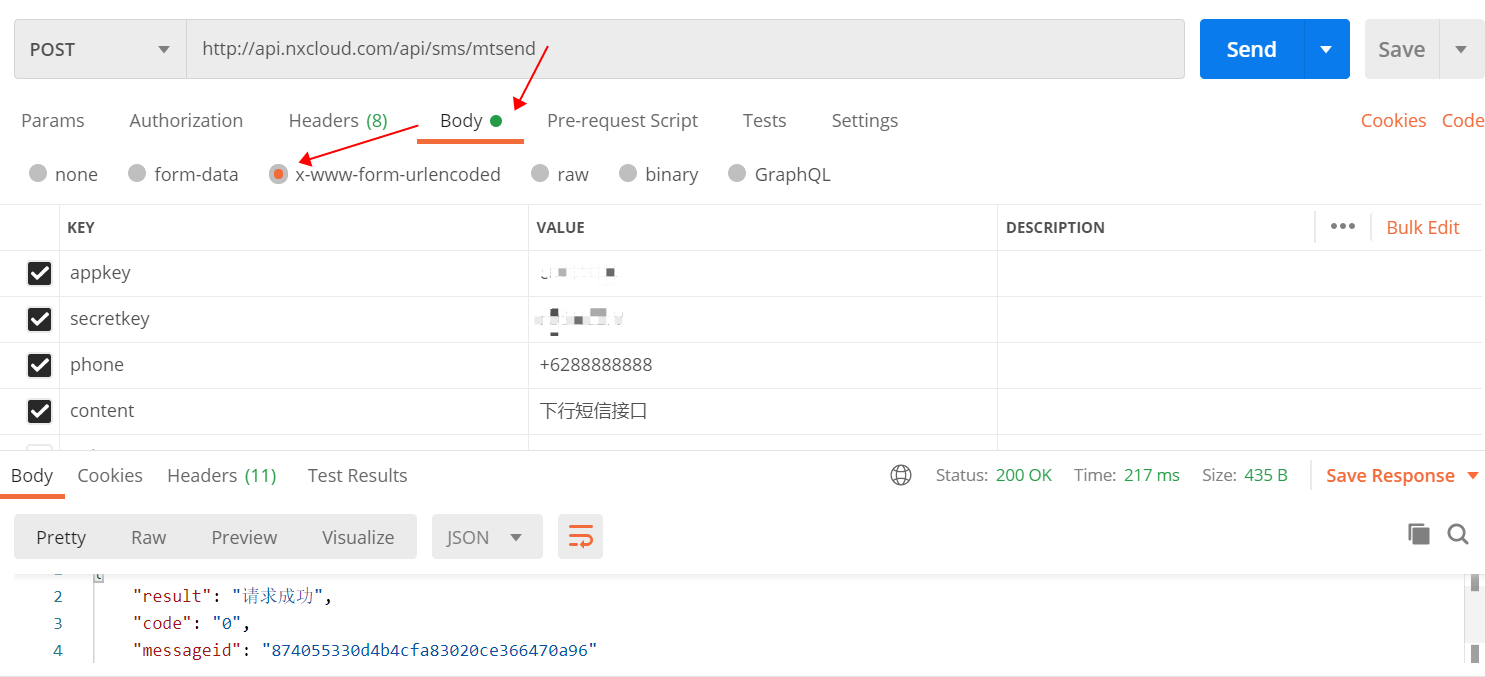 POST http://api.nxcloud.com/api/sms/mtsend Send Save
Params Authorization Headers (8) Body Pre-request Script Tests Settings Cookies Code
none form-data x-www-form-urlencoded raw binary GraphQL
KEY VALUE DESCRIPTION ••• Bulk Edit
appkey
secretkey
phone +6288888888
content 下行短信接口
Body Cookies Headers (11) Test Results Status: 200 OK Time: 217 ms Size: 435 B Save Response
Pretty Raw Preview Visualize JSON
2 "result": "请求成功",
3 "code": "0",
4 "messageid": "874055330d4b4cfa83020ce366470a96"